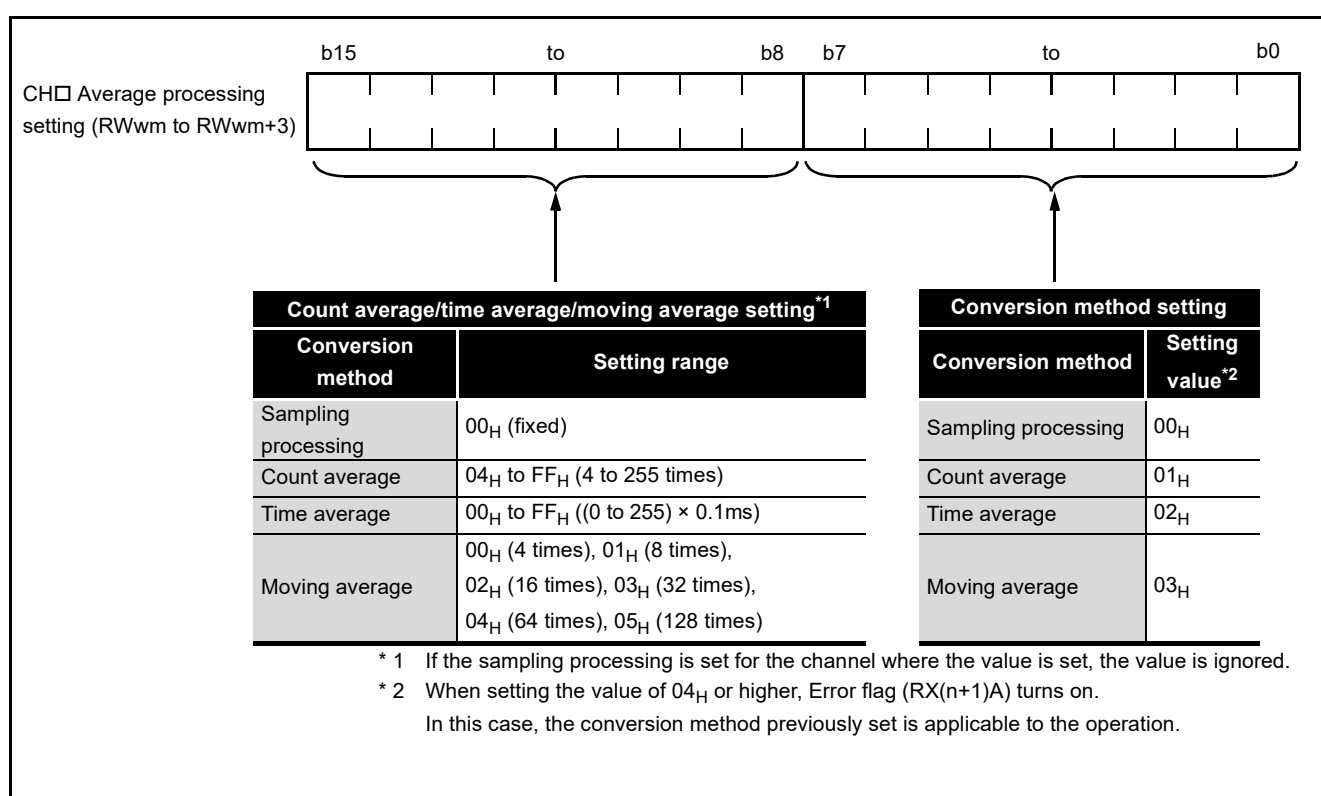 b15 to b8 b7 to b0
CH□ Average processing
setting (RWwm to RWwm+3)
Count average/time average/moving average setting*1
Conversion method
Setting range
Sampling processing
00H (fixed)
Count average
04H to FFH (4 to 255 times)
Time average
00H to FFH ((0 to 255) × 0.1ms)
Moving average
00H (4 times), 01H (8 times),
02H (16 times), 03H (32 times),
04H (64 times), 05H (128 times)
Conversion method setting
Conversion method
Setting value*2
Sampling processing
00H
Count average
01H
Time average
02H
Moving average
03H
* 1 If the sampling processing is set for the channel where the value is set, the value is ignored.
* 2 When setting the value of 04H or higher, Error flag (RX(n+1)A) turns on.
In this case, the conversion method previously set is applicable to the operation.